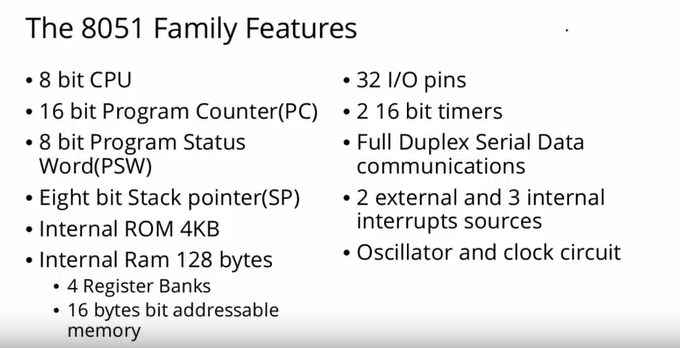 The 8051 Family Features
• 8 bit CPU
• 16 bit Program Counter(PC)
• 8 bit Program Status
Word(PSW)
• Eight bit Stack pointer(SP)
• Internal ROM 4KB
• Internal Ram 128 bytes
• 4 Register Banks
• 16 bytes bit addressable
memory
• 32 I/O pins
• 2 16 bit timers
• Full Duplex Serial Data
communications
• 2 external and 3 internal
interrupts sources
• Oscillator and clock circuit